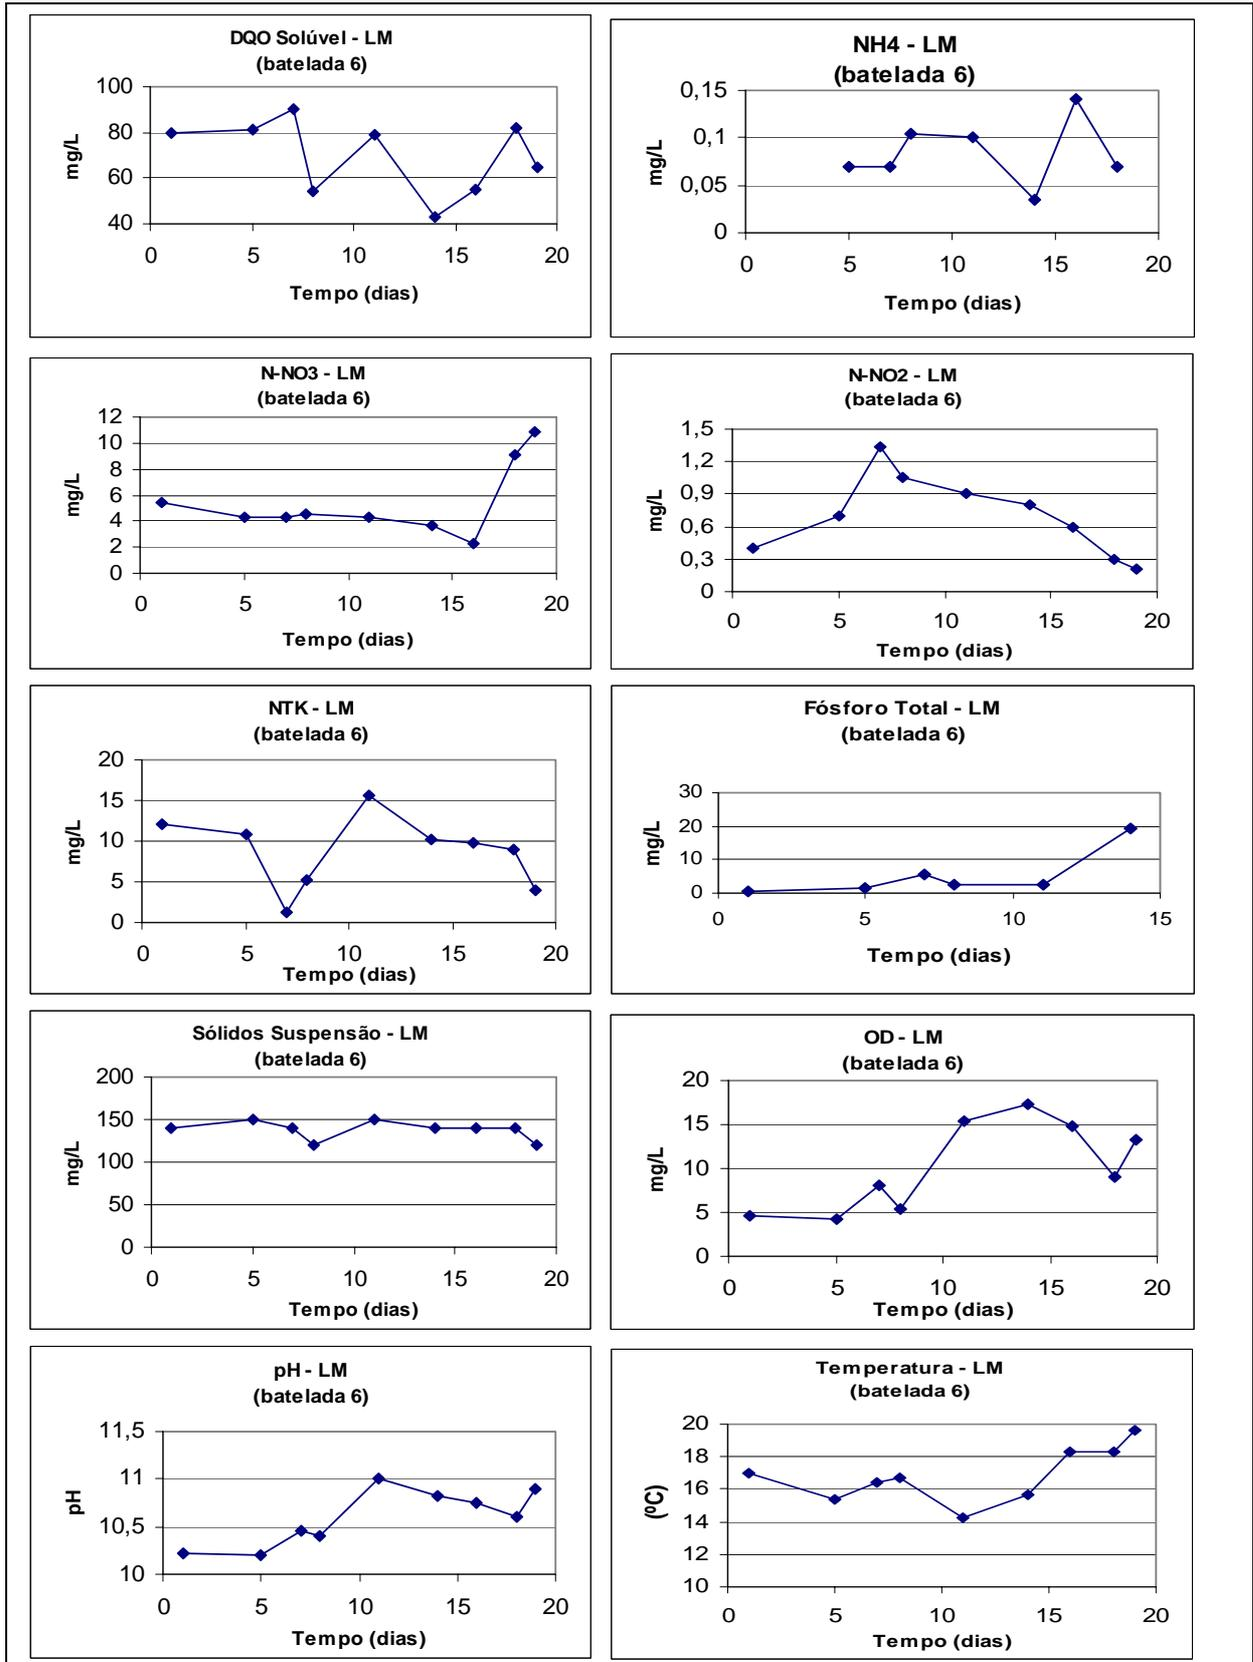 DQO Solúvel - LM
(batelada 6)
100
80
60
40
mg/L
0 5 10 15 20
Tempo (dias)
NH4 - LM
(batelada 6)
0,15
0,1
0,05
0
mg/L
0 5 10 15 20
Tempo (dias)
N-NO3 - LM
(batelada 6)
12
10
8
6
4
2
0
mg/L
0 5 10 15 20
Tempo (dias)
N-NO2 - LM
(batelada 6)
1,5
1,2
0,9
0,6
0,3
0
mg/L
0 5 10 15 20
Tempo (dias)
NTK - LM
(batelada 6)
20
15
10
5
0
mg/L
0 5 10 15 20
Tempo (dias)
Fósforo Total - LM
(batelada 6)
30
20
10
0
mg/L
0 5 10 15
Tempo (dias)
Sólidos Suspensão - LM
(batelada 6)
200
150
100
50
0
mg/L
0 5 10 15 20
Tempo (dias)
OD - LM
(batelada 6)
20
15
10
5
0
mg/L
0 5 10 15 20
Tempo (dias)
pH - LM
(batelada 6)
11,5
11
10,5
10
pH
0 5 10 15 20
Tempo (dias)
Temperatura - LM
(batelada 6)
20
18
16
14
12
10
(ºC)
0 5 10 15 20
Tempo (dias)